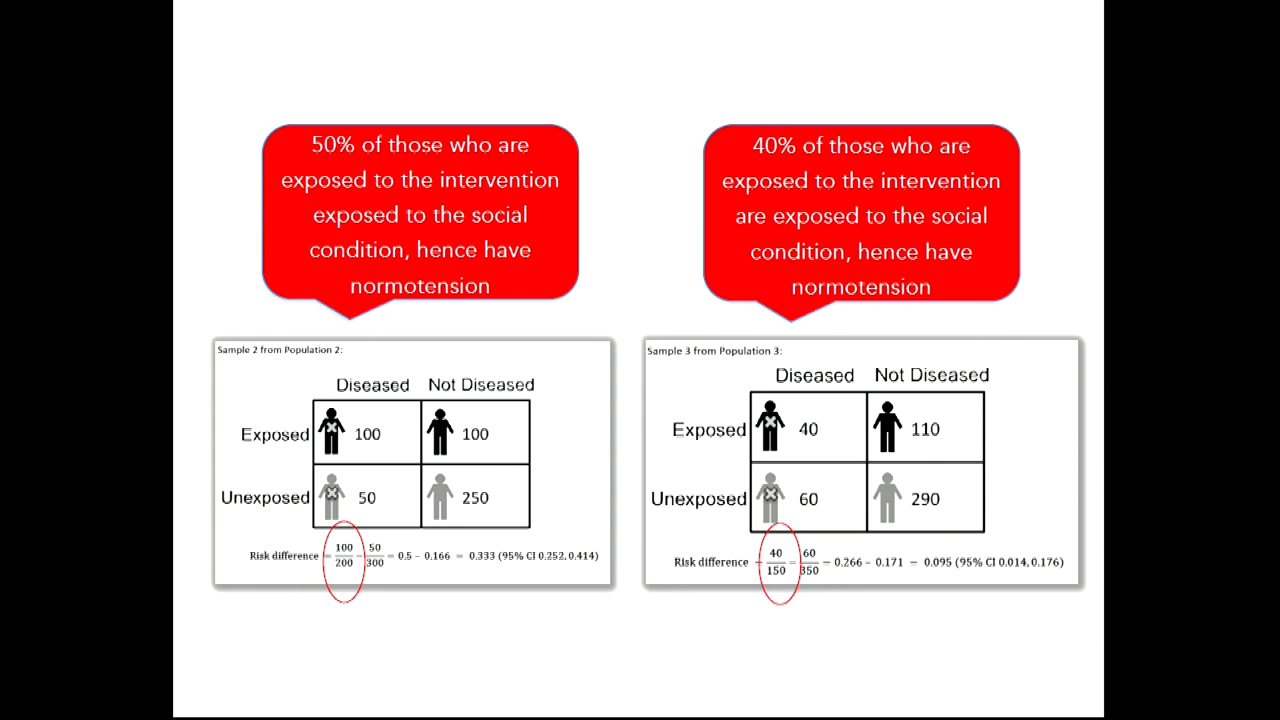 50% of those who are
exposed to the intervention
exposed to the social
condition, hence have
normotension
40% of those who are
exposed to the intervention
are exposed to the social
condition, hence have
normotension
Sample 2 from Population 2:
Diseased Not Diseased
Exposed 100 100
Unexposed 50 250
Risk difference = 100/200 − 50/300 = 0.5 − 0.166 = 0.333 (95% CI 0.252, 0.414)
Sample 3 from Population 3:
Diseased Not Diseased
Exposed 40 110
Unexposed 60 290
Risk difference = 40/150 − 60/350 = 0.266 − 0.171 = 0.095 (95% CI 0.014, 0.176)